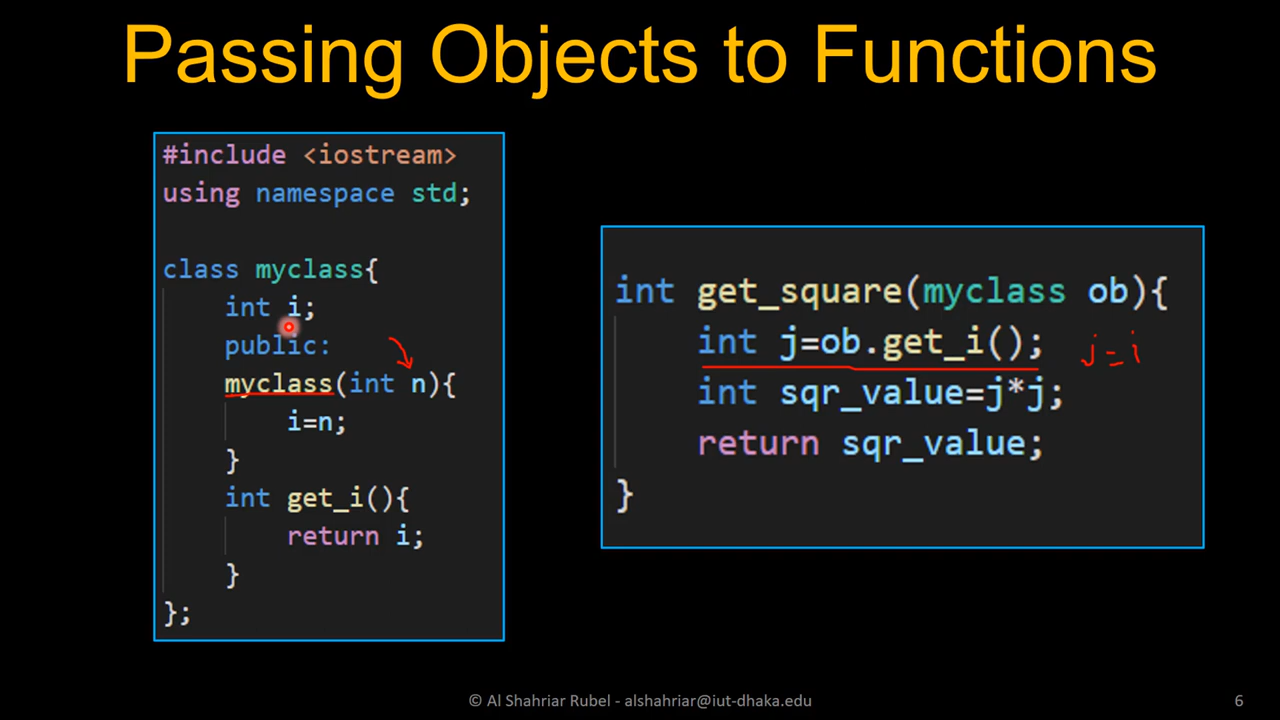 Passing Objects to Functions
#include <iostream>
using namespace std;
class myclass{
int i;
public:
myclass(int n){
i=n;
}
int get_i(){
return i;
}
};
int get_square(myclass ob){
int j=ob.get_i();
j=i
int sqr_value=j*j;
return sqr_value;
}
© Al Shahriar Rubel - alshahriar@iut-dhaka.edu
6